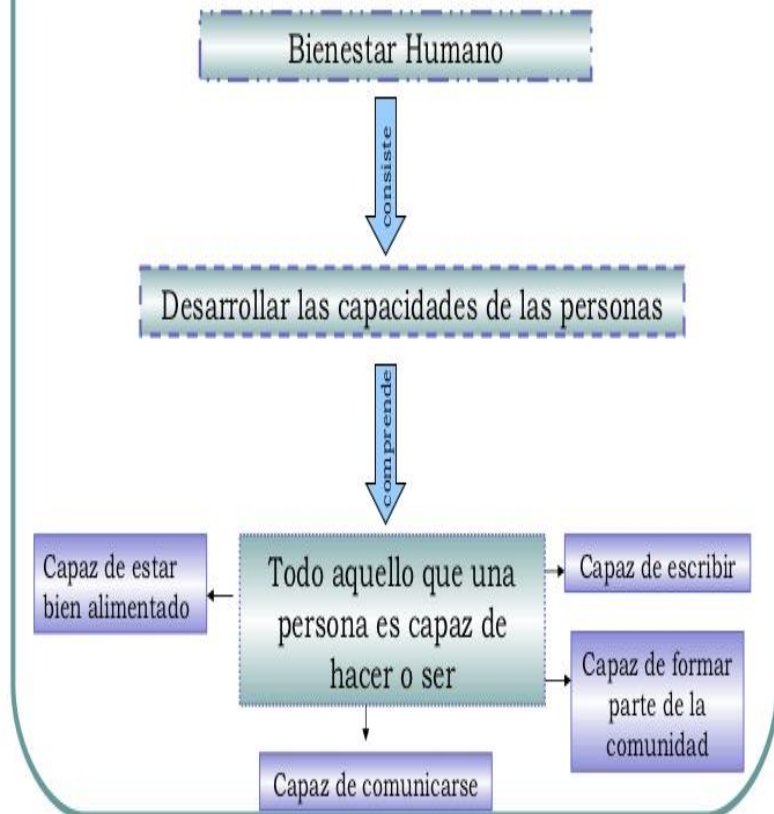 Bienestar Humano
consiste
Desarrollar las capacidades de las personas
comprende
Capaz de estar
bien alimentado
Todo aquello que una
persona es capaz de
hacer o ser
Capaz de escribir
Capaz de formar
parte de la
comunidad
Capaz de comunicarse